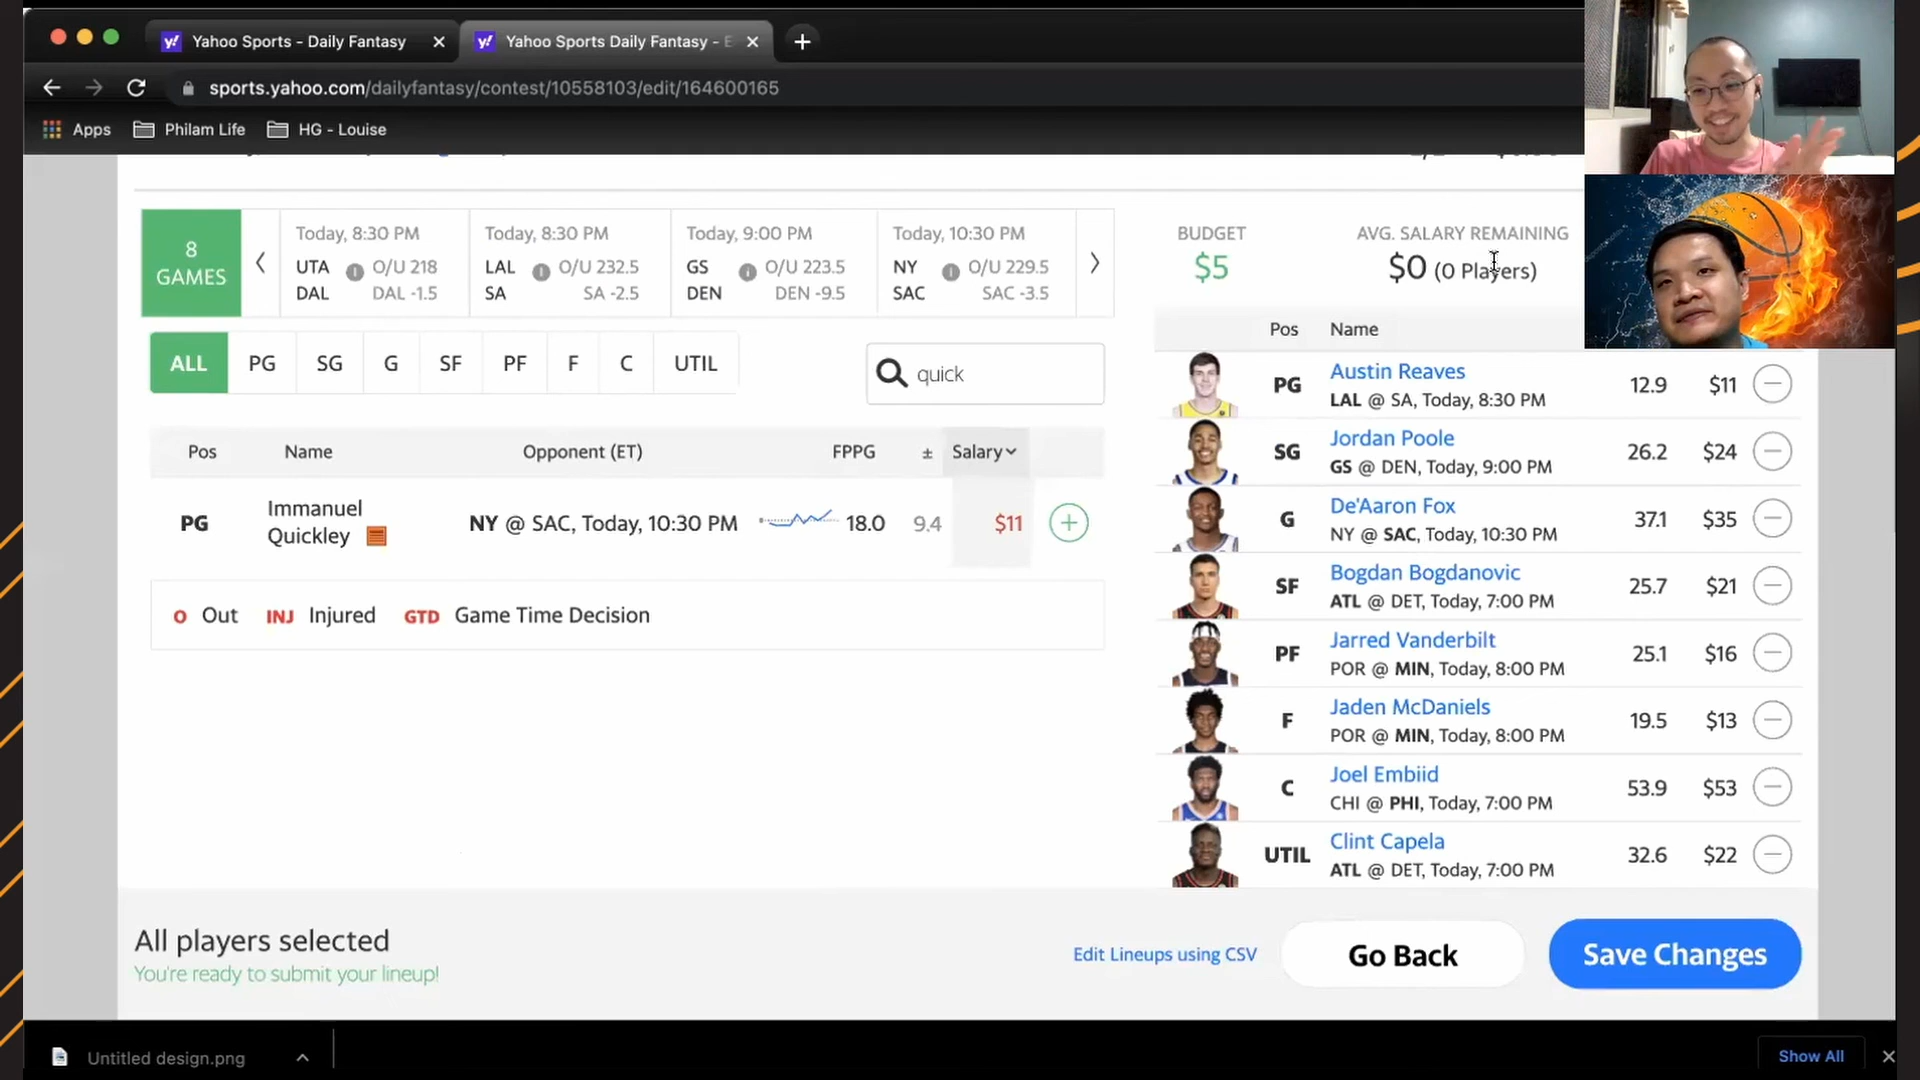 Yahoo Sports - Daily Fantasy
Yahoo Sports Daily Fantasy - E
sports.yahoo.com/dailyfantasy/contest/10558103/edit/164600165
Apps Philam Life HG - Louise
8 GAMES
Today, 8:30 PM
UTA O/U 218
DAL DAL -1.5
Today, 8:30 PM
LAL O/U 232.5
SA SA -2.5
Today, 9:00 PM
GS O/U 223.5
DEN DEN -9.5
Today, 10:30 PM
NY O/U 229.5
SAC SAC -3.5
BUDGET
$5
AVG. SALARY REMAINING
$0 (0 Players)
ALL PG SG G SF PF F C UTIL
quick
Pos Name Opponent (ET) FPPG ± Salary
PG Immanuel Quickley NY @ SAC, Today, 10:30 PM 18.0 9.4 $11
O Out INJ Injured GTD Game Time Decision
Pos Name
PG Austin Reaves 12.9 $11
LAL @ SA, Today, 8:30 PM
SG Jordan Poole 26.2 $24
GS @ DEN, Today, 9:00 PM
G De'Aaron Fox 37.1 $35
NY @ SAC, Today, 10:30 PM
SF Bogdan Bogdanovic 25.7 $21
ATL @ DET, Today, 7:00 PM
PF Jarred Vanderbilt 25.1 $16
POR @ MIN, Today, 8:00 PM
F Jaden McDaniels 19.5 $13
POR @ MIN, Today, 8:00 PM
C Joel Embiid 53.9 $53
CHI @ PHI, Today, 7:00 PM
UTIL Clint Capela 32.6 $22
ATL @ DET, Today, 7:00 PM
All players selected
You're ready to submit your lineup!
Edit Lineups using CSV
Go Back
Save Changes
Untitled design.png
Show All